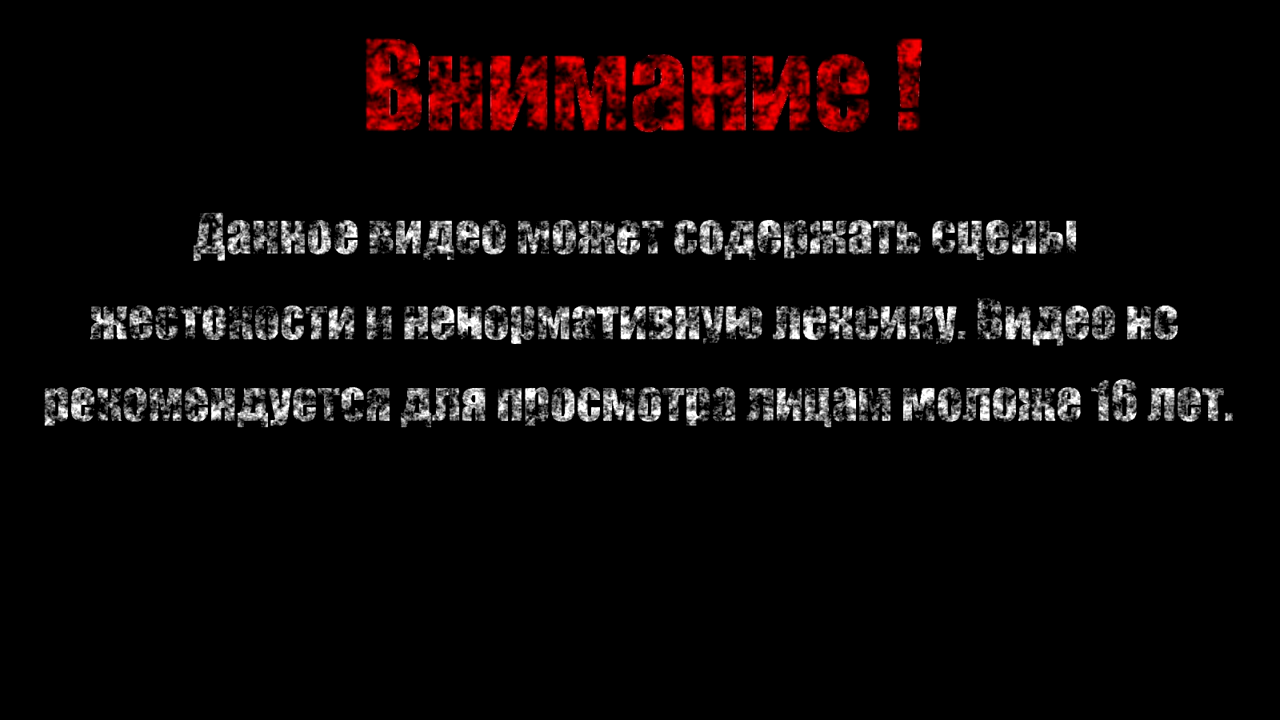 Внимание !
Данное видео может содержать сцены
жестокости и ненормативную лексику. Видео не
рекомендуется для просмотра лицам моложе 16 лет.